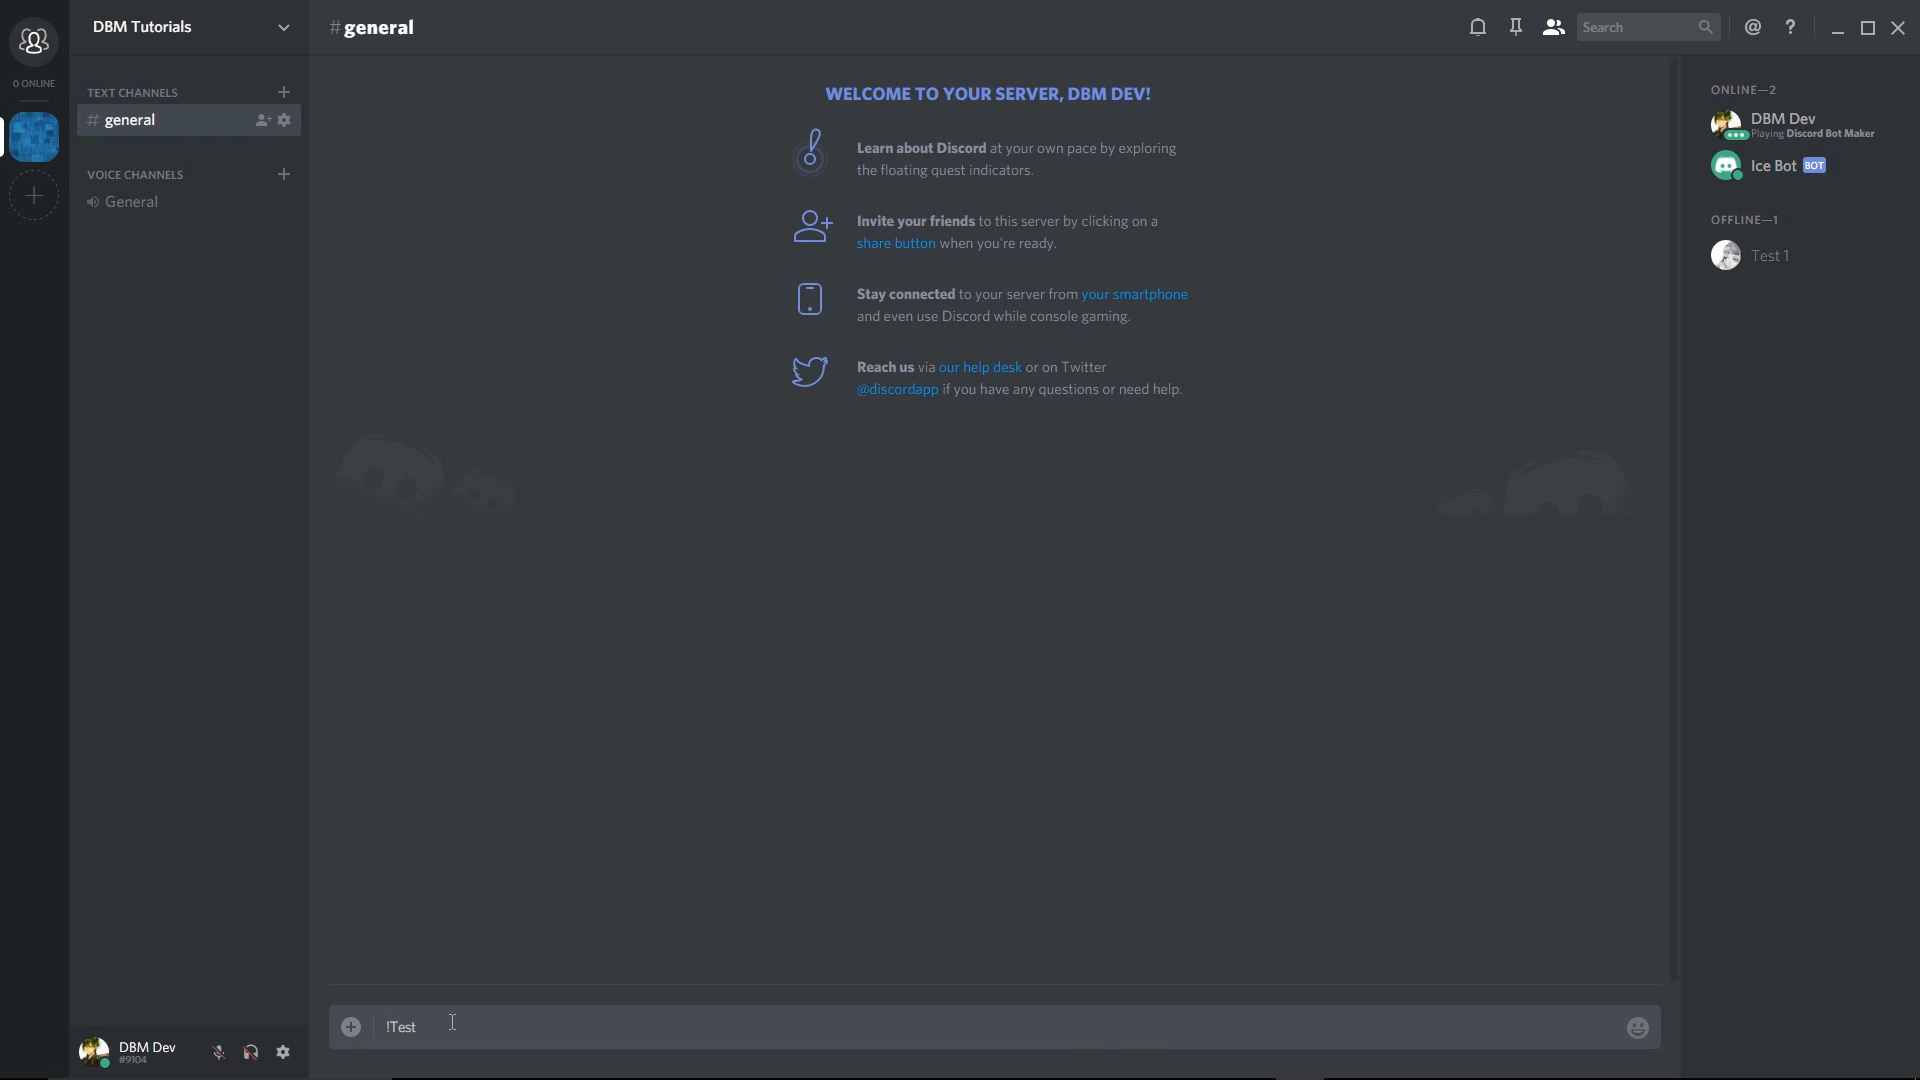 0 ONLINE
DBM Tutorials
TEXT CHANNELS
# general
VOICE CHANNELS
General
DBM Dev
#9104
#general
Search
WELCOME TO YOUR SERVER, DBM DEV!
Learn about Discord at your own pace by exploring
the floating quest indicators.
Invite your friends to this server by clicking on a
share button when you're ready.
Stay connected to your server from your smartphone
and even use Discord while console gaming.
Reach us via our help desk or on Twitter
@discordapp if you have any questions or need help.
!Test
ONLINE—2
DBM Dev
Playing Discord Bot Maker
Ice Bot BOT
OFFLINE—1
Test 1